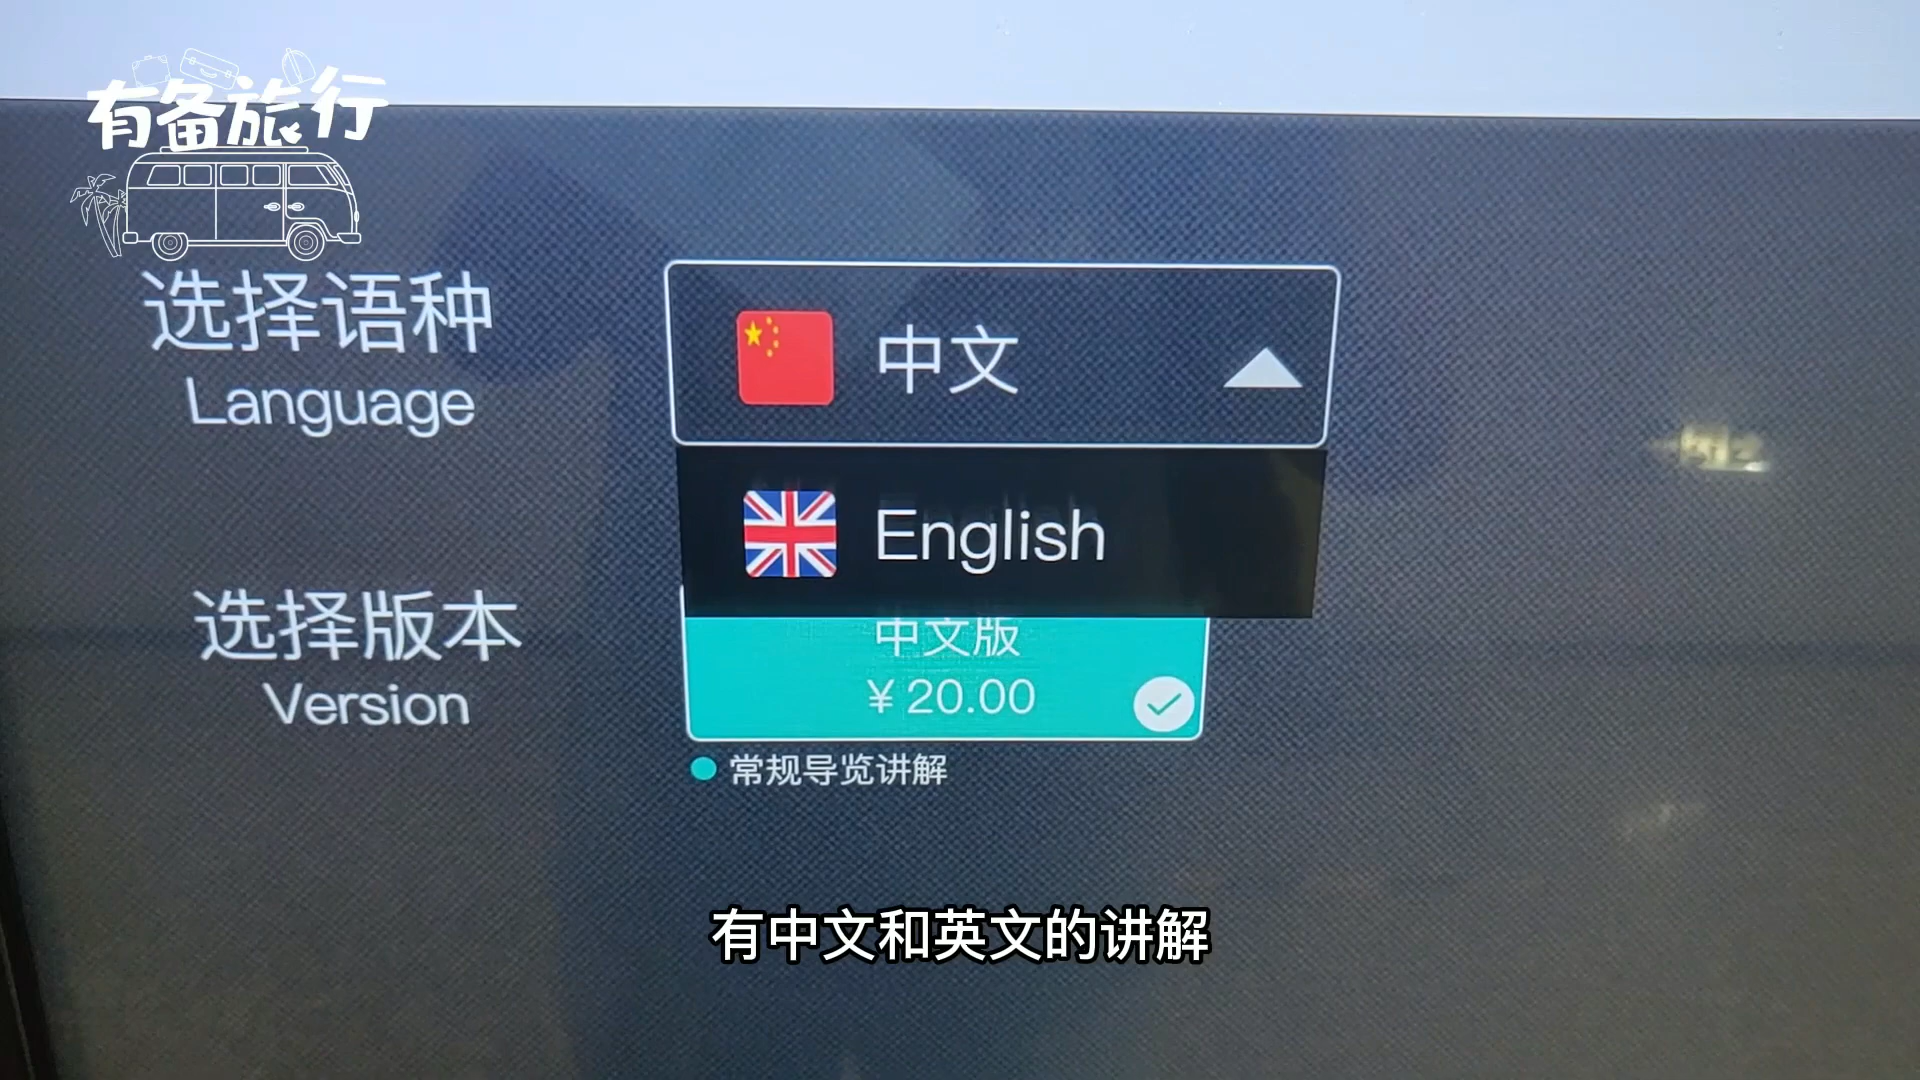 有备旅行
选择语种
Language
中文
English
选择版本
Version
中文版
¥20.00
常规导览讲解
有中文和英文的讲解